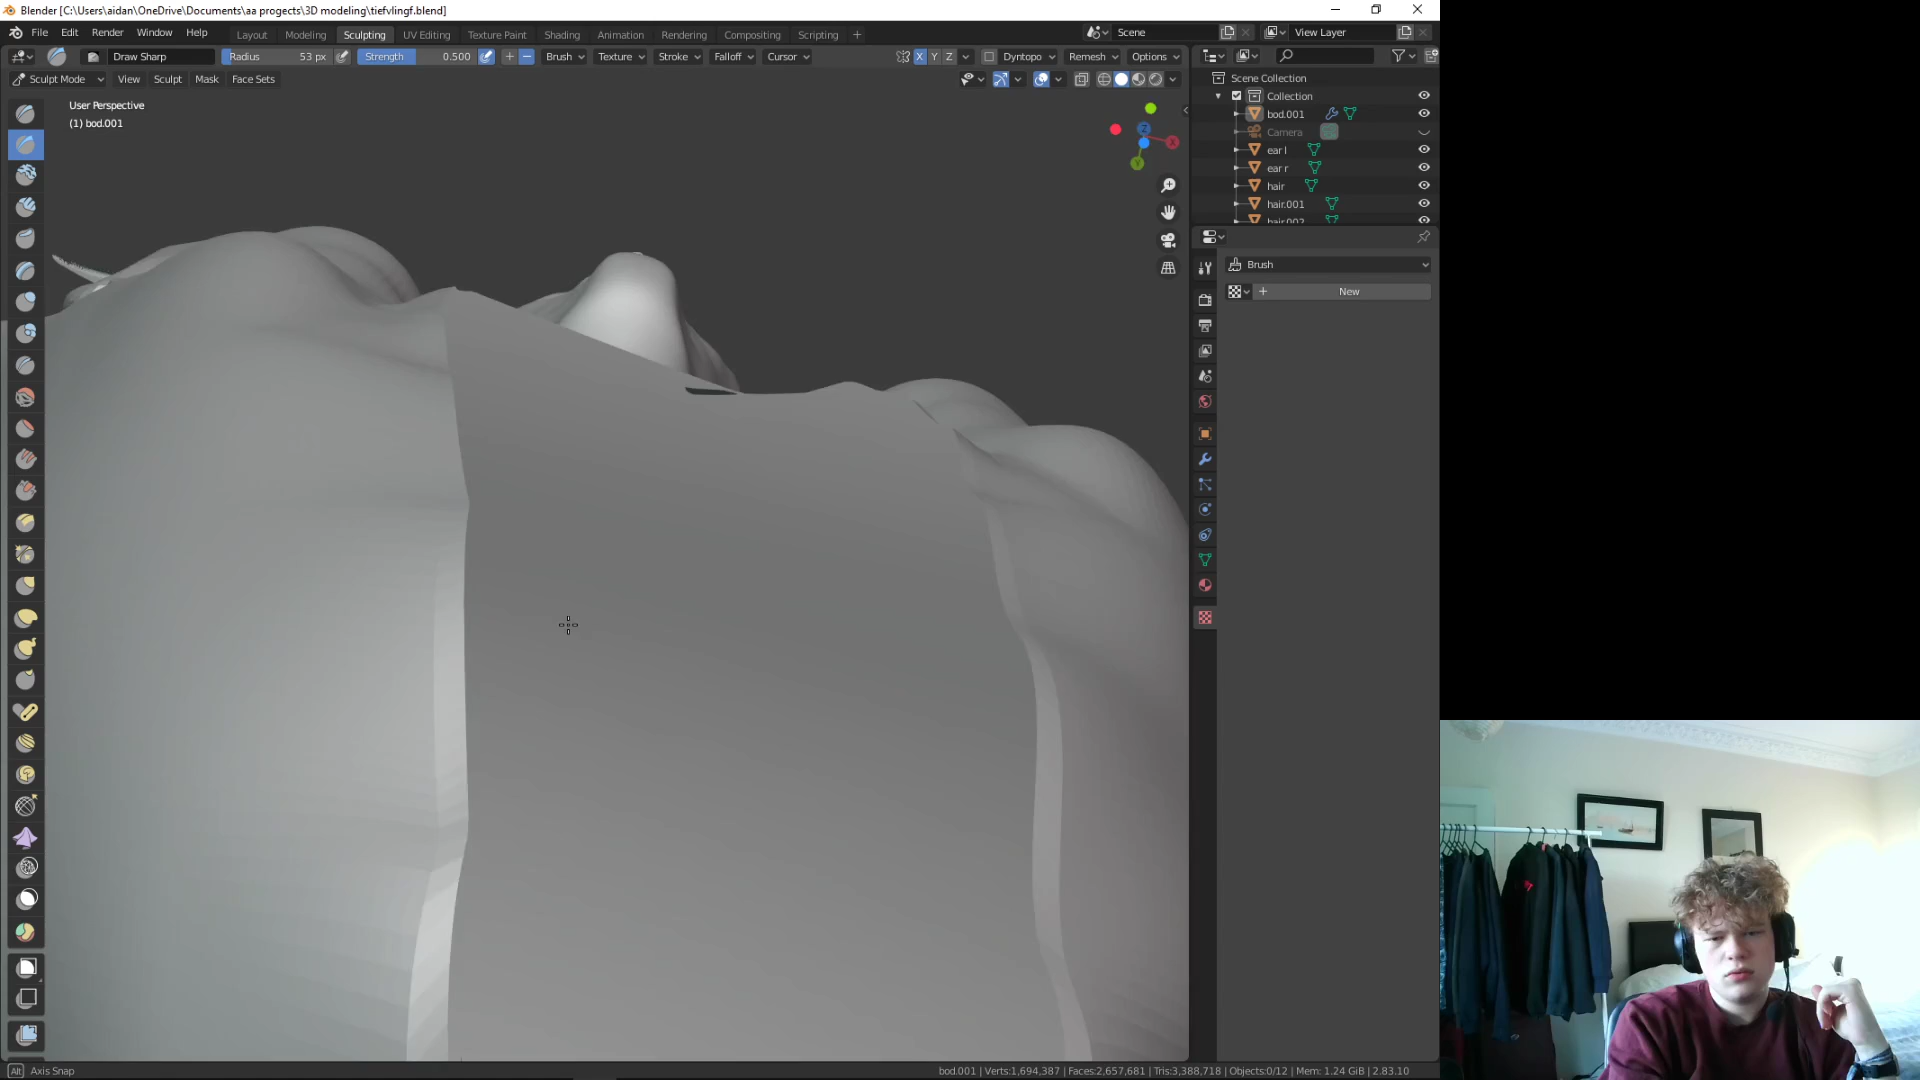 Blender [C:\Users\aidan\OneDrive\Documents\aa progects\3D modeling\tiefvlingf.blend]
File Edit Render Window Help Layout Modeling Sculpting UV Editing Texture Paint Shading Animation Rendering Compositing Scripting + Scene View Layer
Draw Sharp Radius 53 px Strength 0.500 Brush Texture Stroke Falloff Cursor X Y Z Dyntopo Remesh Options
Sculpt Mode View Sculpt Mask Face Sets
Scene Collection
Collection
User Perspective
(1) bod.001
bod.001
Camera
ear l
ear r
hair
hair.001
hair.002
Z
X
Y
Brush
New
Alt Axis Snap
bod.001 | Verts:1,694,387 | Faces:2,657,681 | Tris:3,388,718 | Objects:0/12 | Mem: 1.24 GiB | 2.83.10